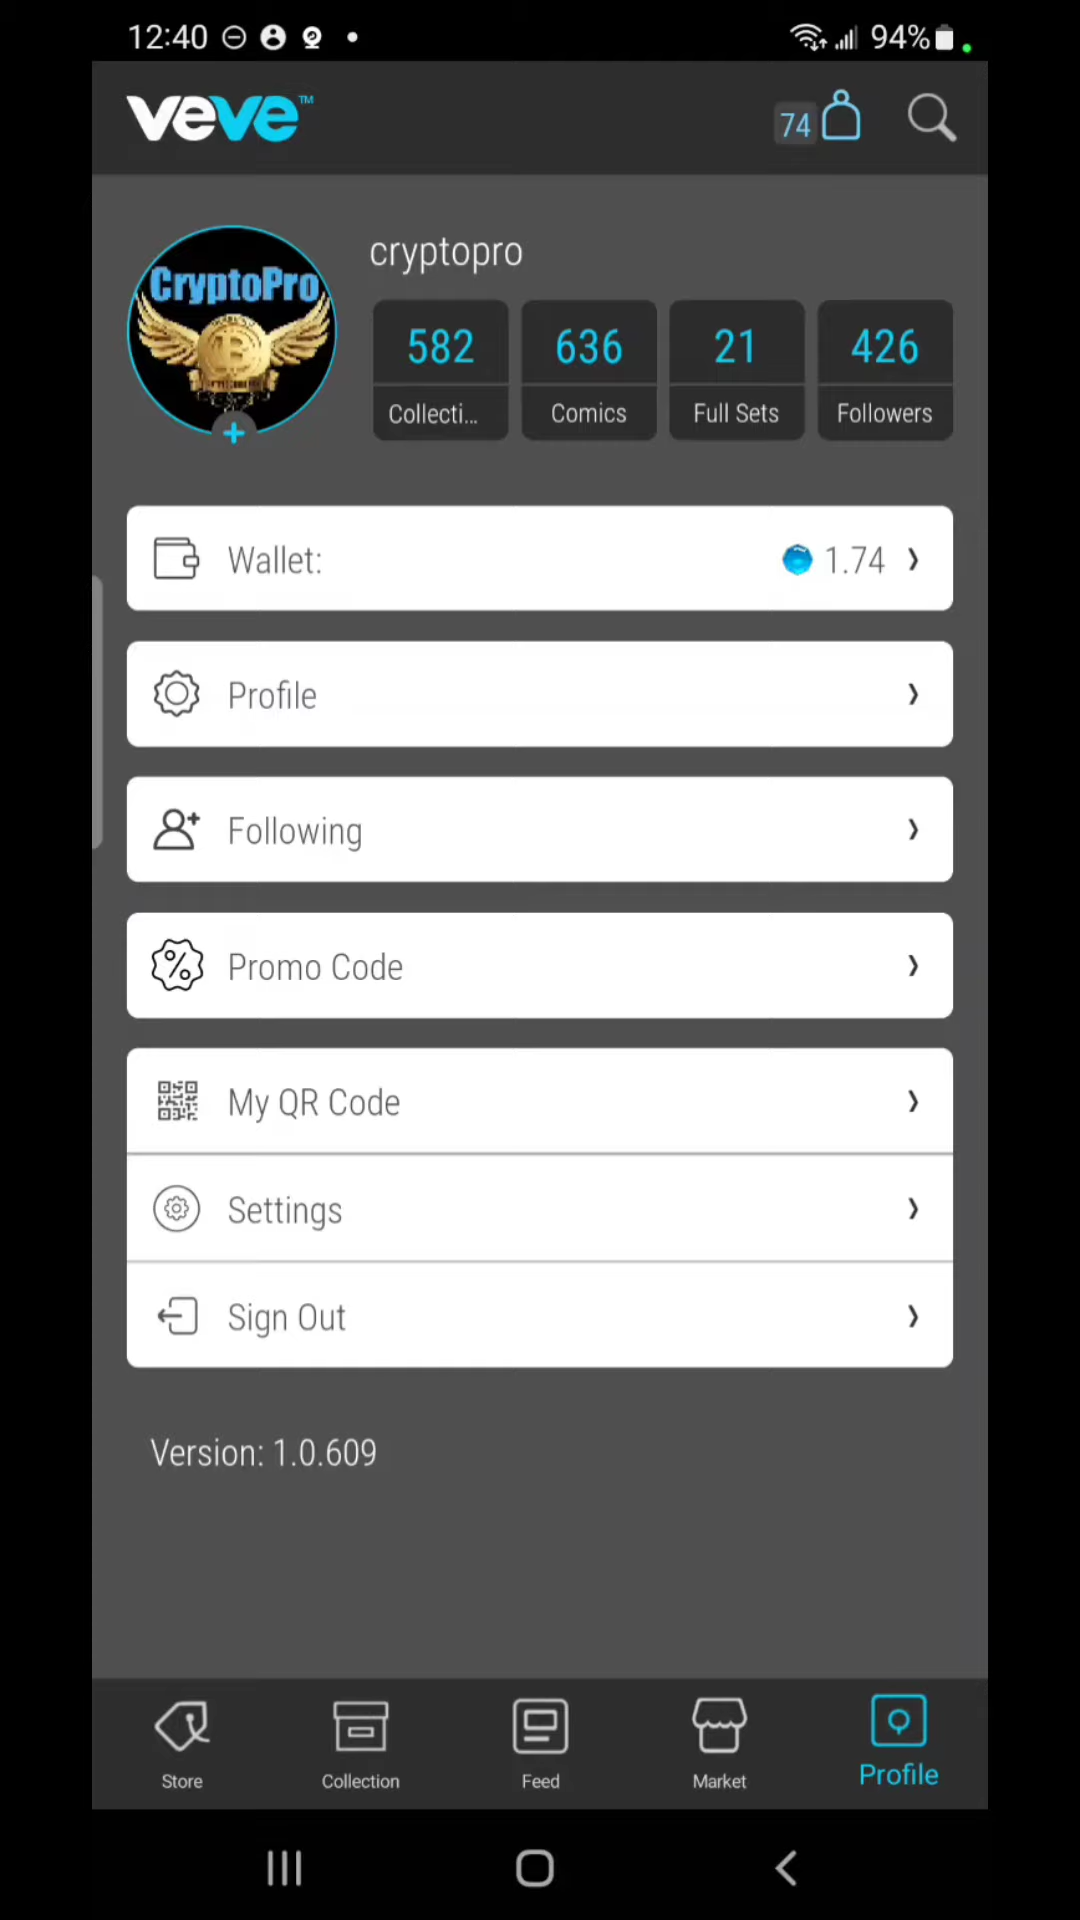 12:40
94%
veve™
74
CryptoPro
cryptopro
582
636
21
426
Collecti...
Comics
Full Sets
Followers
Wallet:
1.74
Profile
Following
Promo Code
My QR Code
Settings
Sign Out
Version: 1.0.609
Store
Collection
Feed
Market
Profile